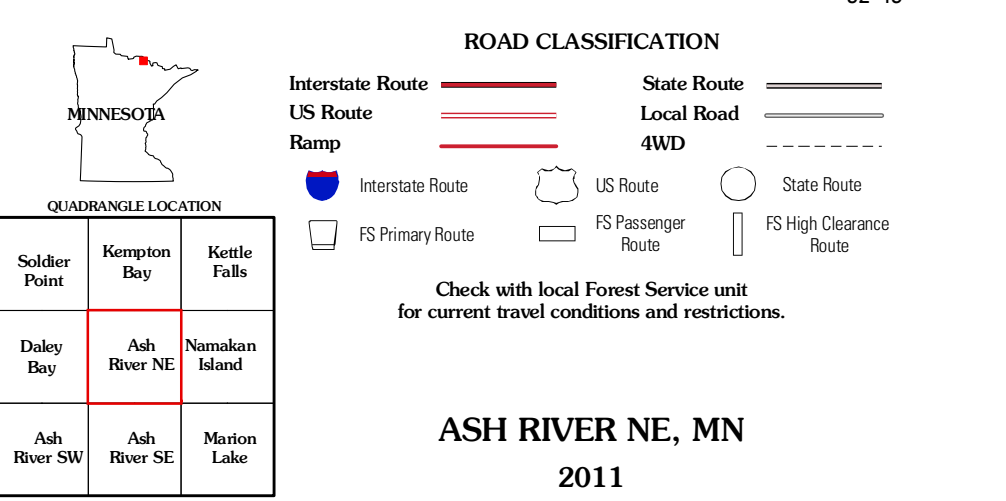 ROAD CLASSIFICATION
Interstate Route
State Route
US Route
Local Road
Ramp
4WD
Interstate Route
US Route
State Route
FS Primary Route
FS Passenger
Route
FS High Clearance
Route
Check with local Forest Service unit
for current travel conditions and restrictions.
MINNESOTA
QUADRANGLE LOCATION
Soldier
Point
Kempton
Bay
Kettle
Falls
Daley
Bay
Ash
River NE
Namakan
Island
Ash
River SW
Ash
River SE
Marion
Lake
ASH RIVER NE, MN
2011